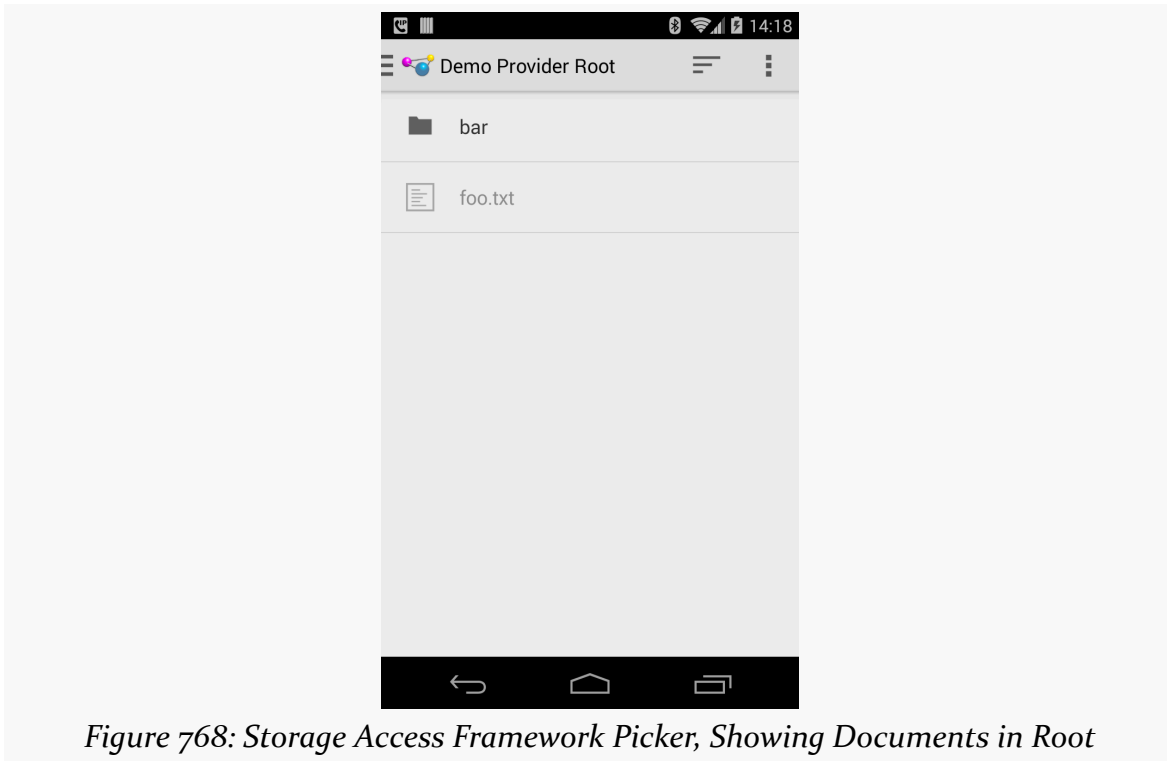 14:18
Demo Provider Root
bar
foo.txt
Figure 768: Storage Access Framework Picker, Showing Documents in Root